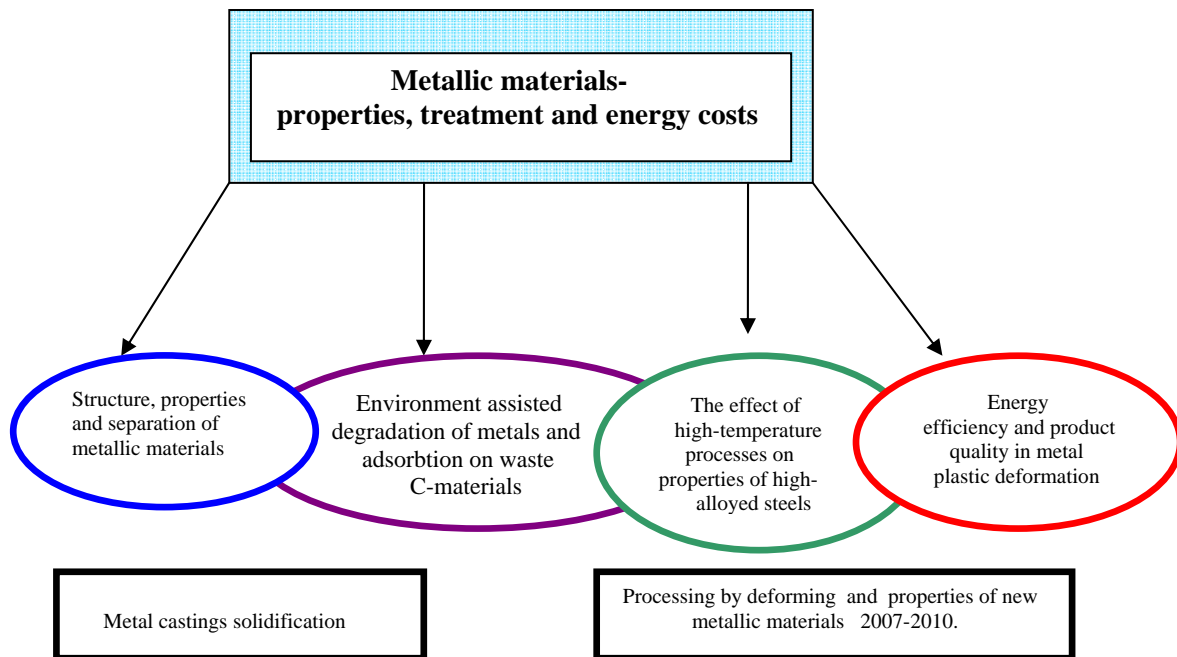 Metallic materials-
properties, treatment and energy costs
Structure, properties
and separation of
metallic materials
Environment assisted
degradation of metals and
adsorbtion on waste
C-materials
The effect of
high-temperature
processes on
properties of high-
alloyed steels
Energy
efficiency and product
quality in metal
plastic deformation
Metal castings solidification
Processing by deforming and properties of new
metallic materials 2007-2010.